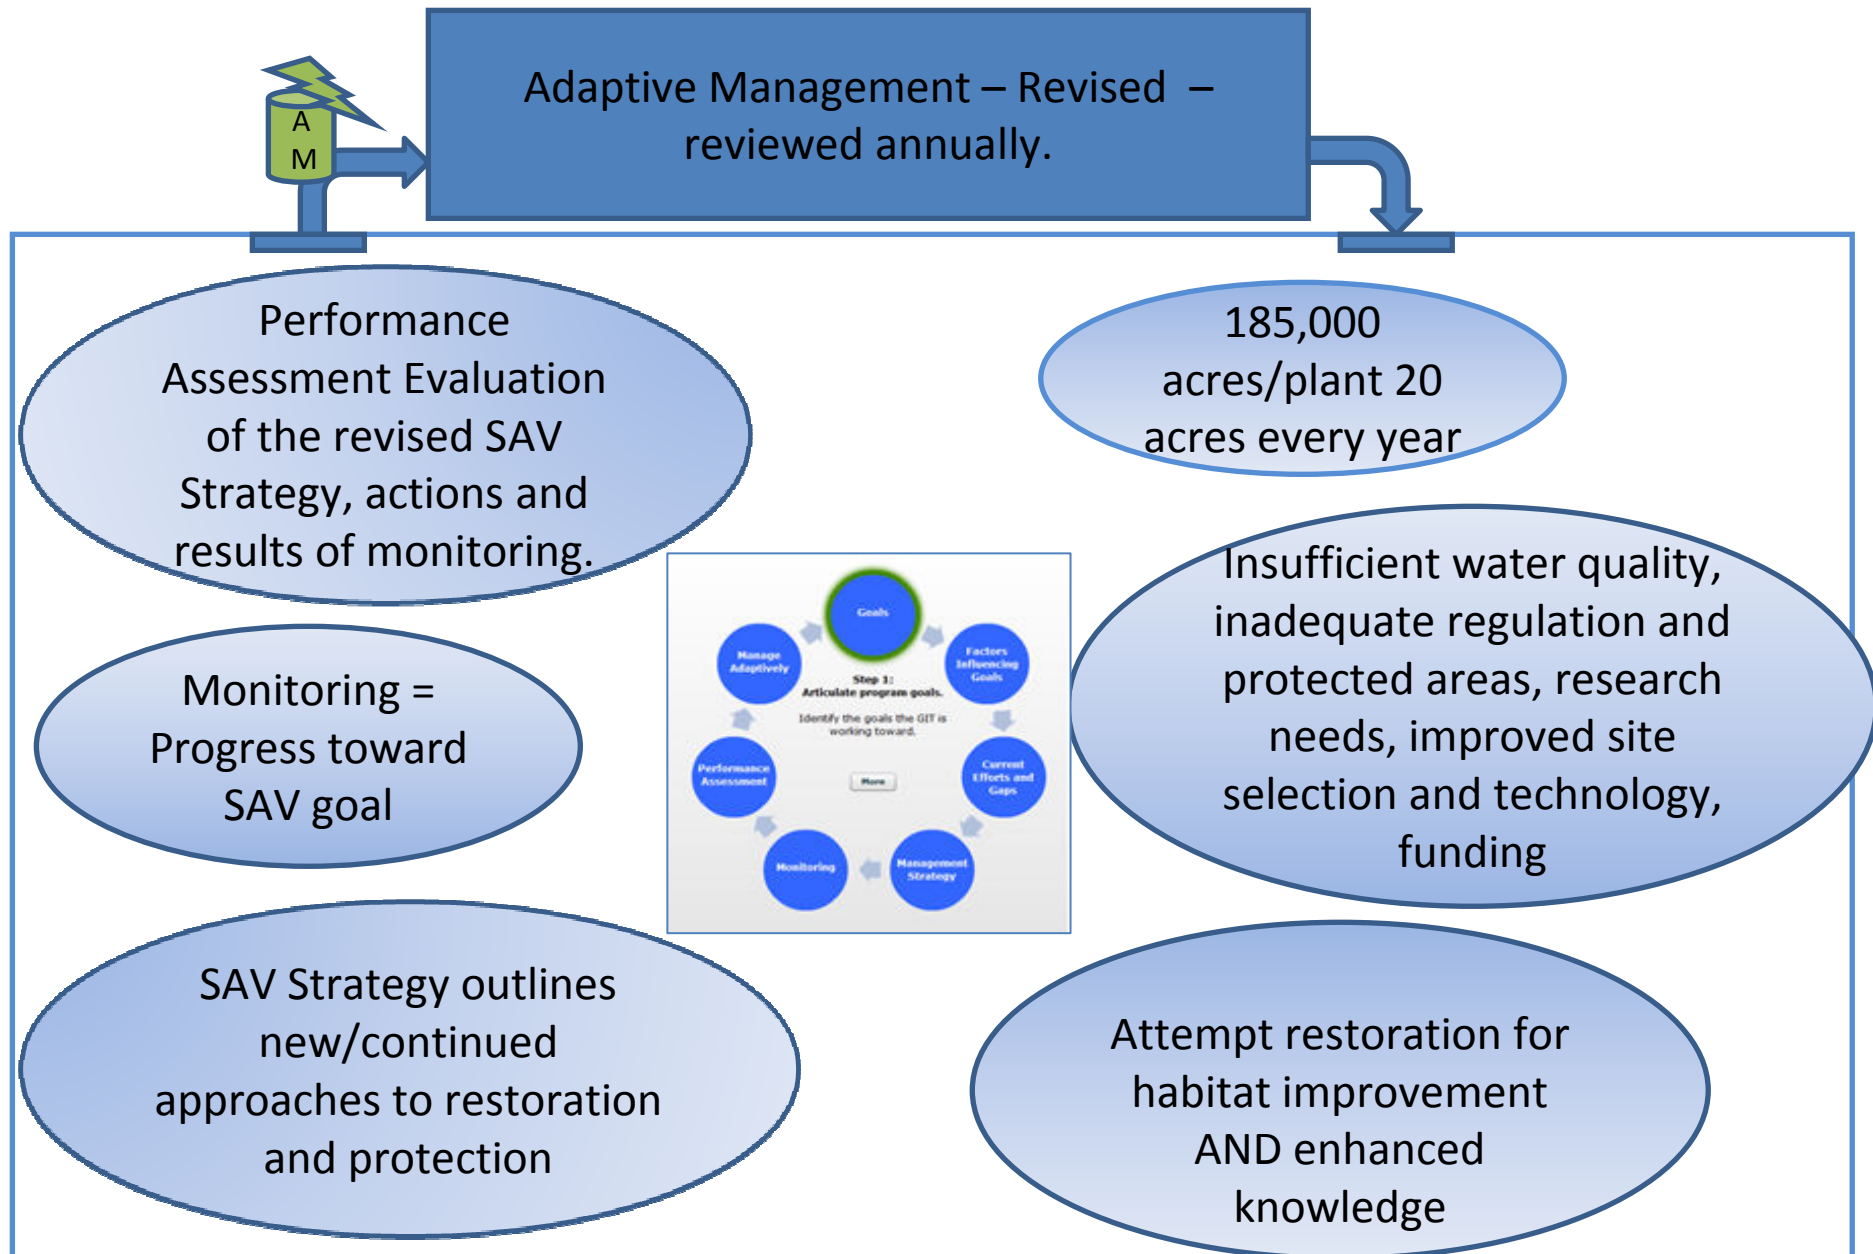 Adaptive Management – Revised –
reviewed annually.
A
M
Performance
Assessment Evaluation
of the revised SAV
Strategy, actions and
results of monitoring.
185,000
acres/plant 20
acres every year
Monitoring =
Progress toward
SAV goal
Insufficient water quality,
inadequate regulation and
protected areas, research
needs, improved site
selection and technology,
funding
Goals
Factors
Influencing
Goals
Current
Efforts and
Gaps
Management
Strategy
Monitoring
Performance
Assessment
Manage
Adaptively
Step 1:
Articulate program goals.
Identify the goals the GIT is
working toward.
More
SAV Strategy outlines
new/continued
approaches to restoration
and protection
Attempt restoration for
habitat improvement
AND enhanced
knowledge